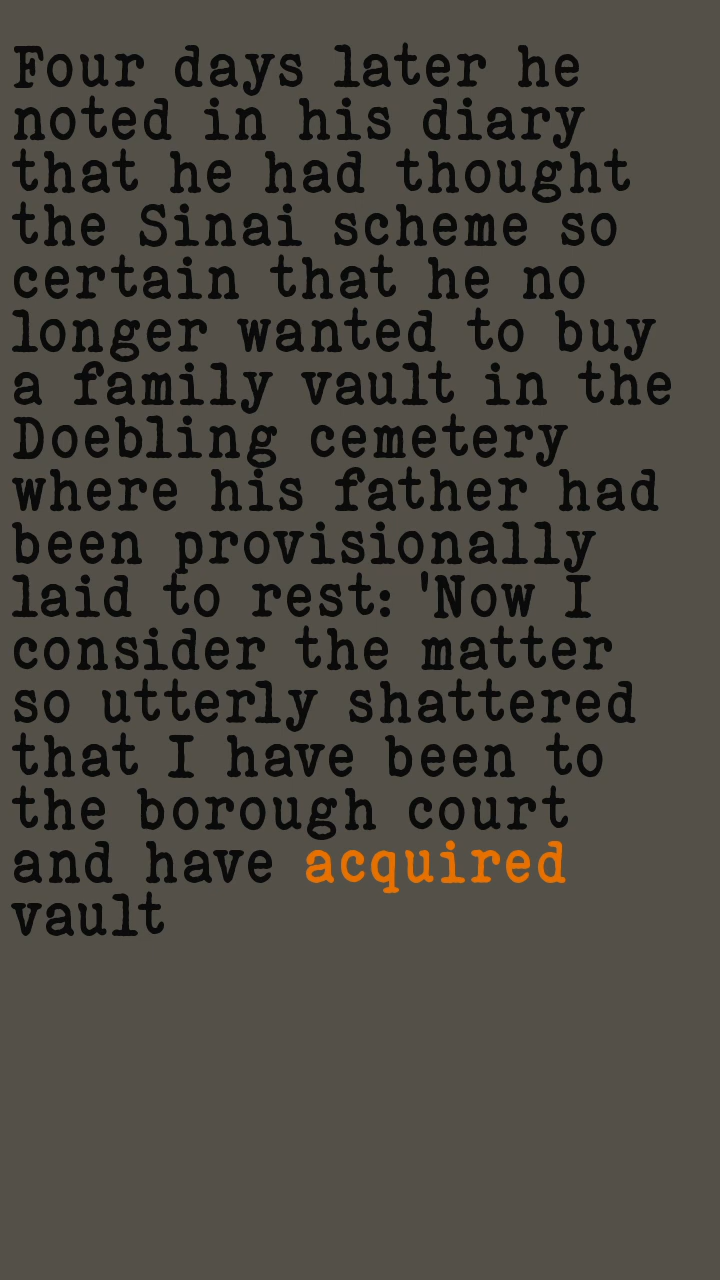 Four days later he
noted in his diary
that he had thought
the Sinai scheme so
certain that he no
longer wanted to buy
a family vault in the
Doebling cemetery
where his father had
been provisionally
laid to rest: 'Now I
consider the matter
so utterly shattered
that I have been to
the borough court
and have acquired
vault